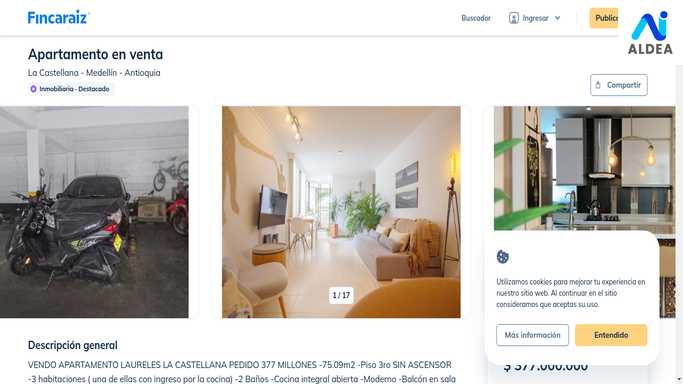 Fincaraiz
Buscador
Ingresar
Publica
ALDEA
Apartamento en venta
La Castellana - Medellín - Antioquia
Inmobiliaria · Destacado
Compartir
1 / 17
Utilizamos cookies para mejorar tu experiencia en
nuestro sitio web. Al continuar en el sitio
consideramos que aceptas su uso.
Más información
Entendido
$ 377.000.000
Descripción general
VENDO APARTAMENTO LAURELES LA CASTELLANA PEDIDO 377 MILLONES -75.09m2 -Piso 3ro SIN ASCENSOR
-3 habitaciones ( una de ellas con ingreso por la cocina) -2 Baños -Cocina integral abierta -Moderno -Balcón en sala